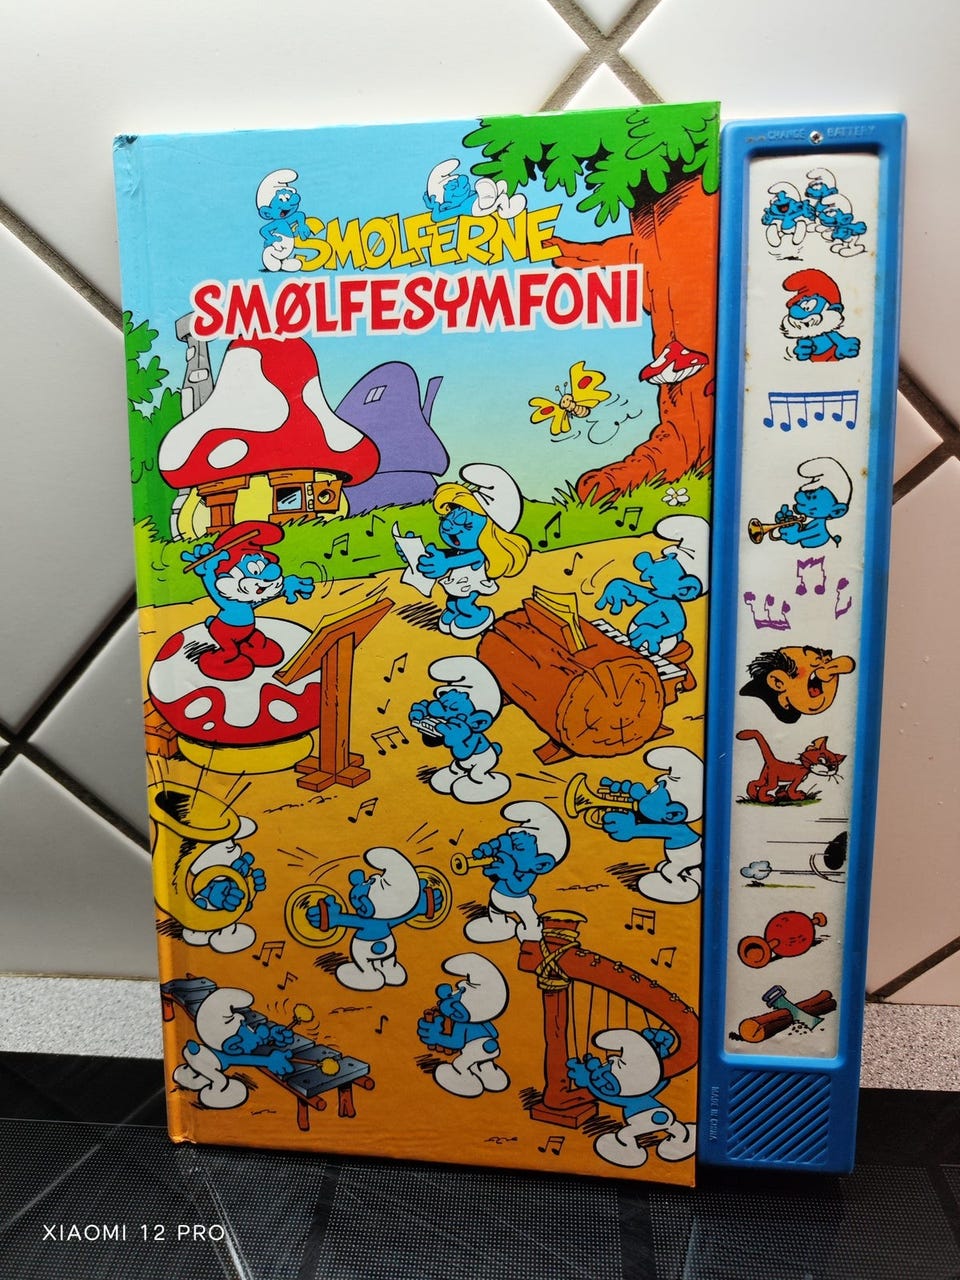 CHANGE BATTERY
SMØLFERNE
SMØLFESYMFONI
MADE IN CHINA
XIAOMI 12 PRO